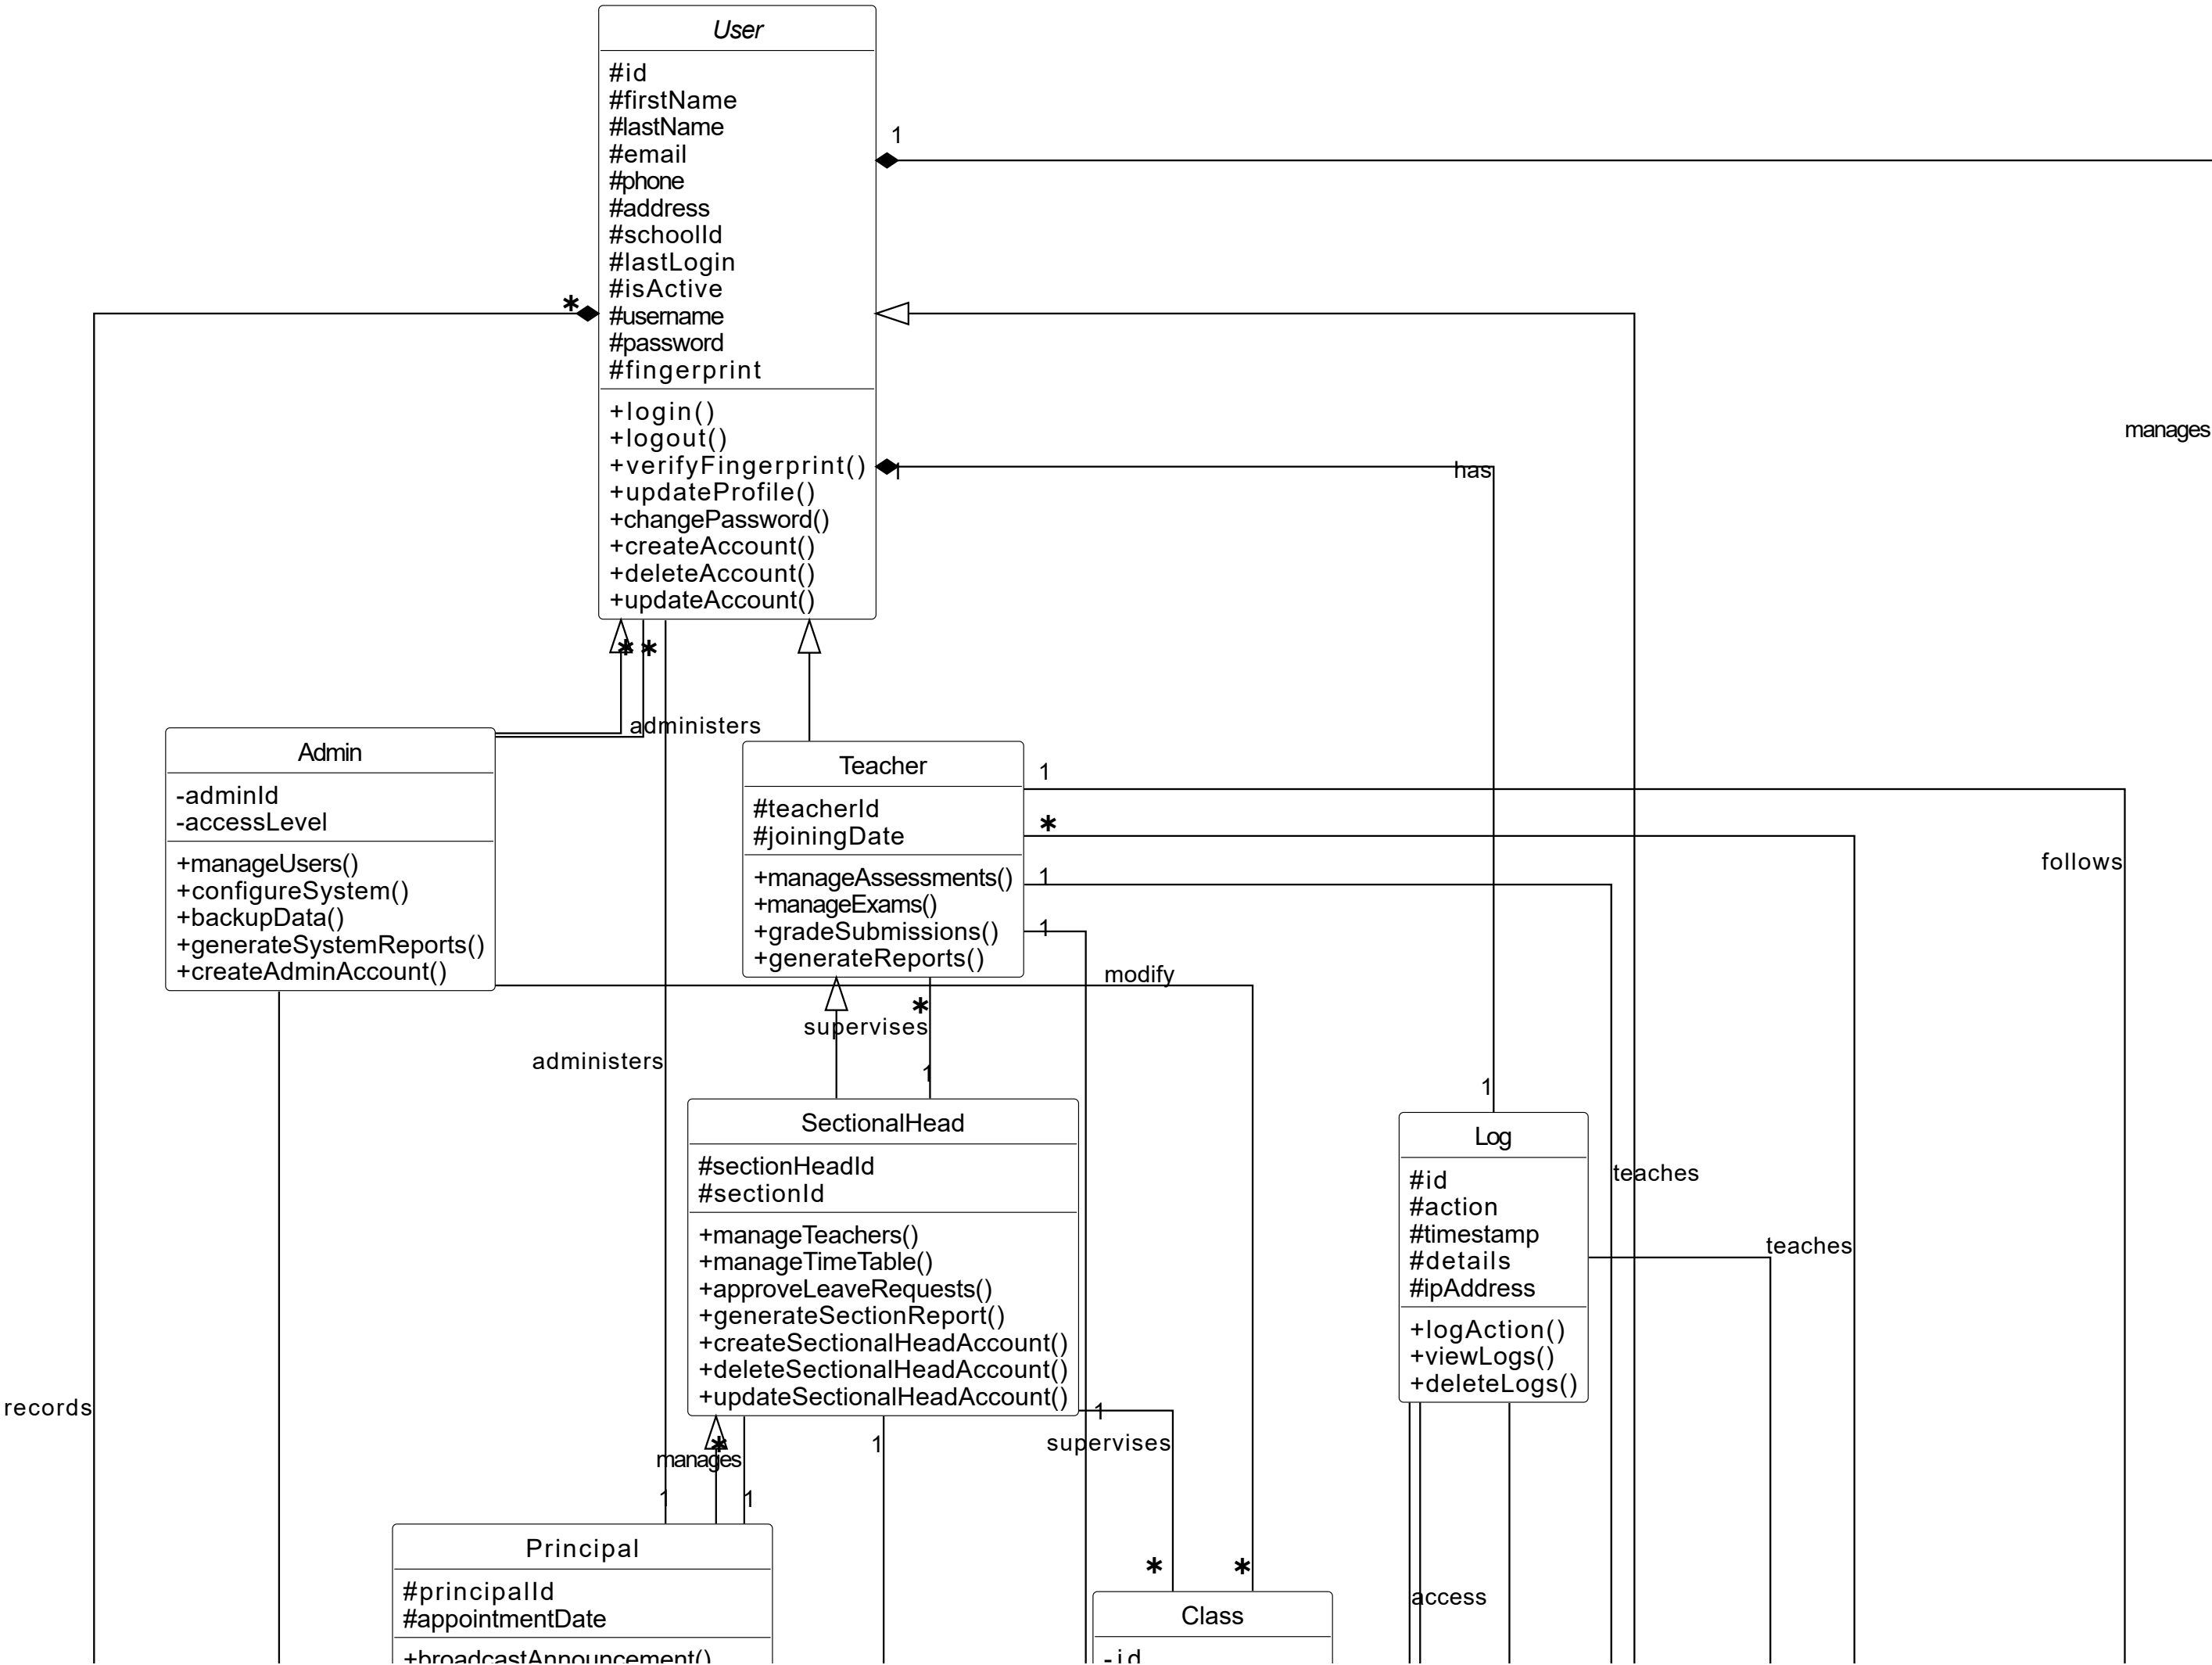 User
#id
#firstName
#lastName
#email
#phone
#address
#schoolId
#lastLogin
#isActive
#username
#password
#fingerprint
+login()
+logout()
+verifyFingerprint()
+updateProfile()
+changePassword()
+createAccount()
+deleteAccount()
+updateAccount()
1
manages
*
1
has
* *
administers
Admin
-adminId
-accessLevel
+manageUsers()
+configureSystem()
+backupData()
+generateSystemReports()
+createAdminAccount()
Teacher
#teacherId
#joiningDate
+manageAssessments()
+manageExams()
+gradeSubmissions()
+generateReports()
1
*
1
1
follows
modify
*
supervises
1
administers
1
SectionalHead
#sectionHeadId
#sectionId
+manageTeachers()
+manageTimeTable()
+approveLeaveRequests()
+generateSectionReport()
+createSectionalHeadAccount()
+deleteSectionalHeadAccount()
+updateSectionalHeadAccount()
Log
#id
#action
#timestamp
#details
#ipAddress
+logAction()
+viewLogs()
+deleteLogs()
teaches
teaches
records
1
supervises
*
manages
1
1
1
* *
access
Principal
#principalId
#appointmentDate
+broadcastAnnouncement()
Class
-id